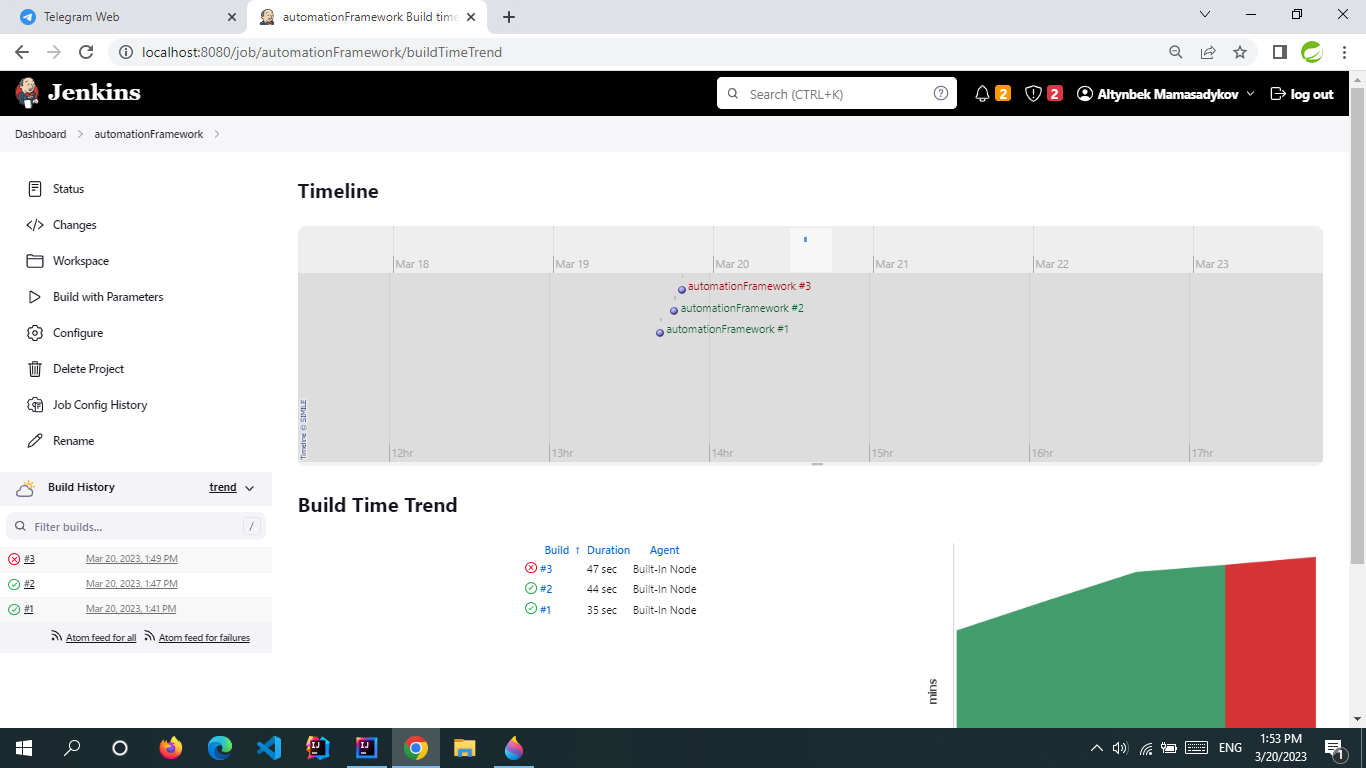 Telegram Web
automationFramework Build time
localhost:8080/job/automationFramework/buildTimeTrend
Jenkins
Search (CTRL+K)
2
2
Altynbek Mamasadykov
log out
Dashboard
automationFramework
Status
Changes
Workspace
Build with Parameters
Configure
Delete Project
Job Config History
Rename
Build History
trend
Filter builds...
/
#3 Mar 20, 2023, 1:49 PM
#2 Mar 20, 2023, 1:47 PM
#1 Mar 20, 2023, 1:41 PM
Atom feed for all
Atom feed for failures
Timeline
Mar 18
Mar 19
Mar 20
Mar 21
Mar 22
Mar 23
automationFramework #3
automationFramework #2
automationFramework #1
Timeline © SIMILE
12hr
13hr
14hr
15hr
16hr
17hr
Build Time Trend
Build ↑ Duration Agent
#3 47 sec Built-In Node
#2 44 sec Built-In Node
#1 35 sec Built-In Node
mins
ENG
1:53 PM
3/20/2023
1